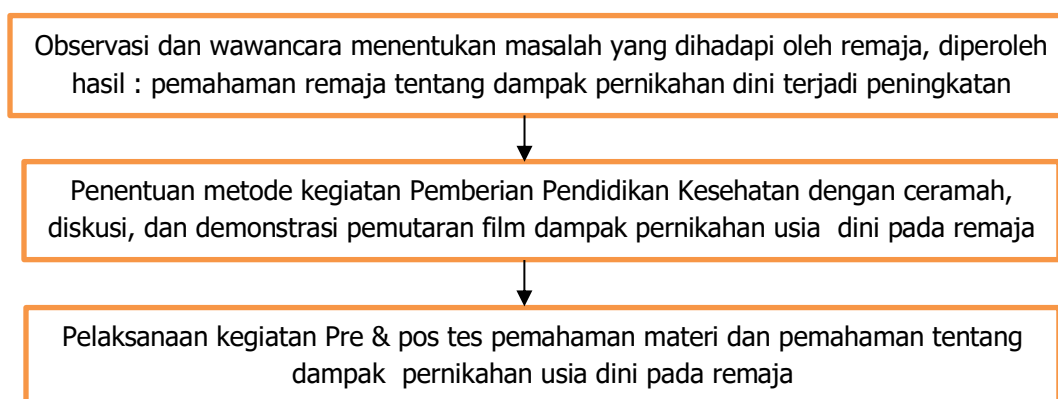 Observasi dan wawancara menentukan masalah yang dihadapi oleh remaja, diperoleh
hasil : pemahaman remaja tentang dampak pernikahan dini terjadi peningkatan
Penentuan metode kegiatan Pemberian Pendidikan Kesehatan dengan ceramah,
diskusi, dan demonstrasi pemutaran film dampak pernikahan usia  dini pada remaja
Pelaksanaan kegiatan Pre & pos tes pemahaman materi dan pemahaman tentang
dampak  pernikahan usia dini pada remaja